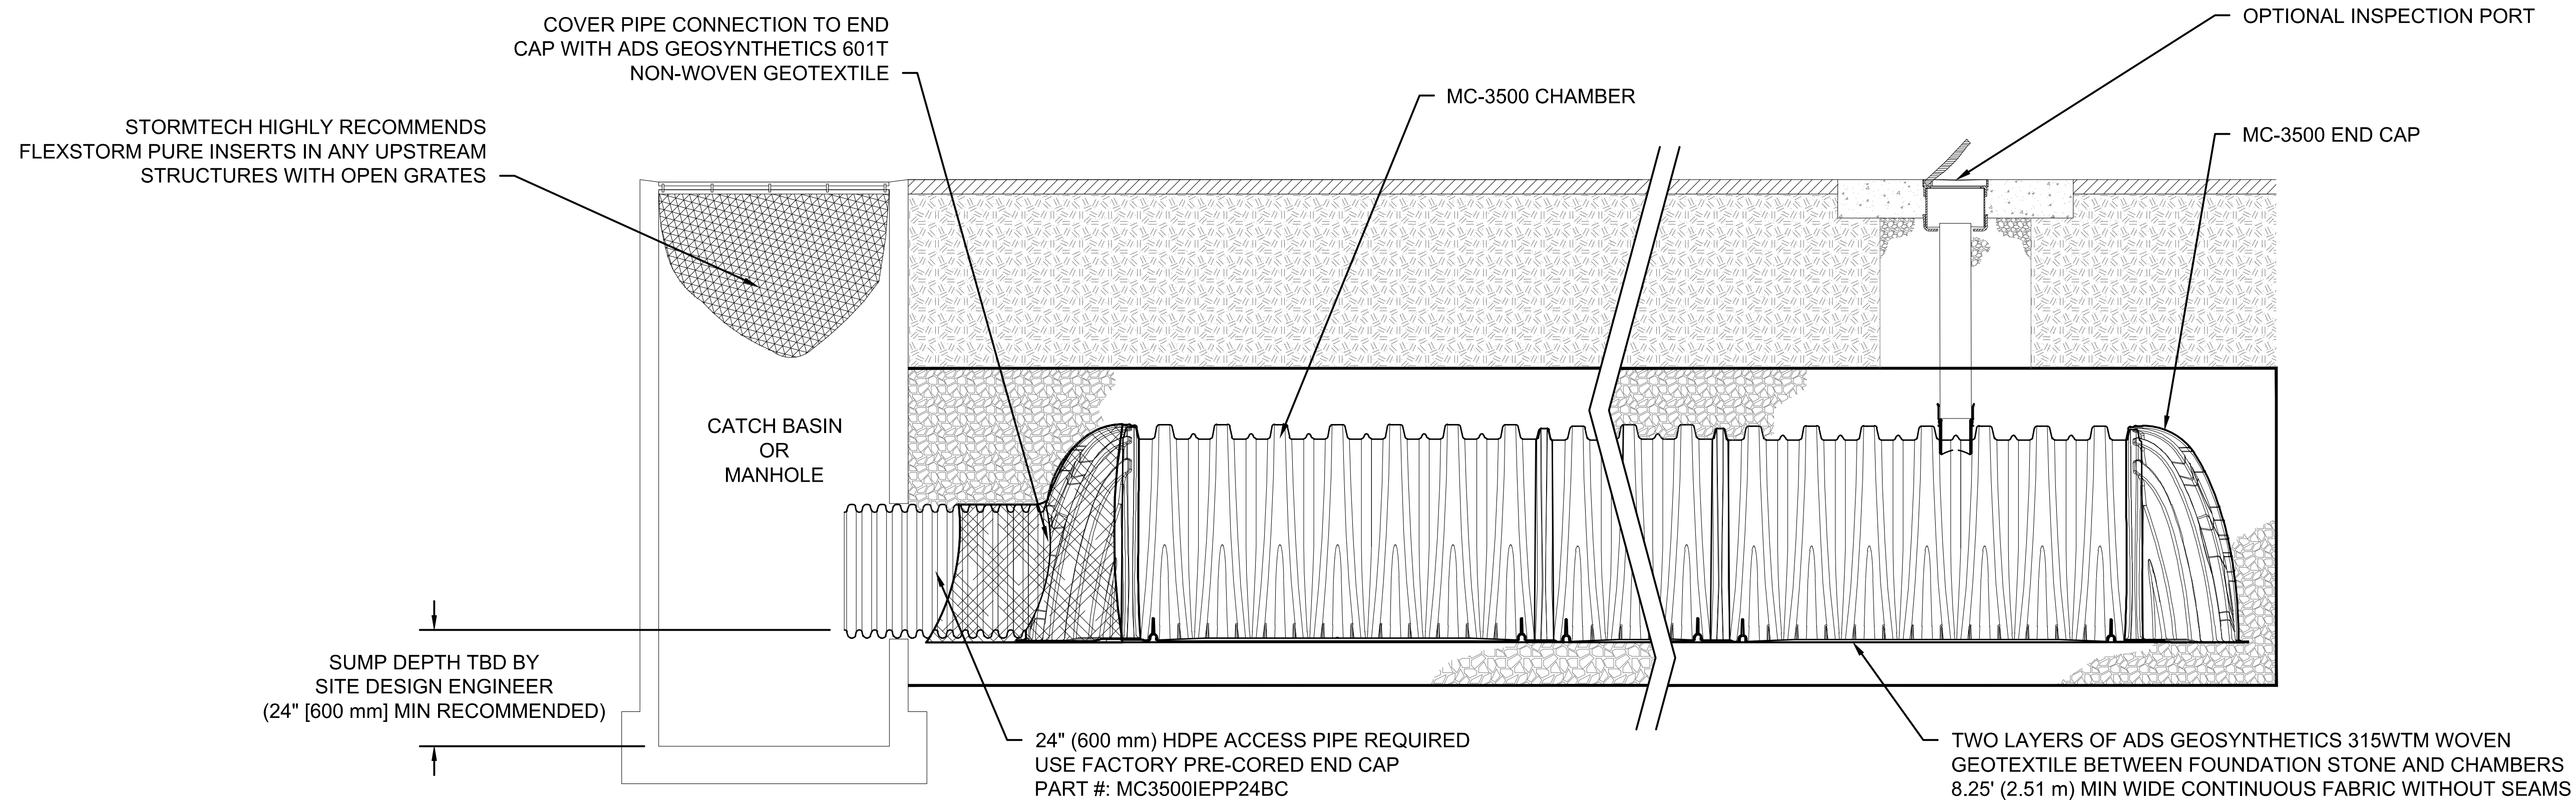 COVER PIPE CONNECTION TO END
CAP WITH ADS GEOSYNTHETICS 601T
NON-WOVEN GEOTEXTILE
STORMTECH HIGHLY RECOMMENDS
FLEXSTORM PURE INSERTS IN ANY UPSTREAM
STRUCTURES WITH OPEN GRATES
MC-3500 CHAMBER
OPTIONAL INSPECTION PORT
MC-3500 END CAP
CATCH BASIN
OR
MANHOLE
SUMP DEPTH TBD BY
SITE DESIGN ENGINEER
(24" [600 mm] MIN RECOMMENDED)
24" (600 mm) HDPE ACCESS PIPE REQUIRED
USE FACTORY PRE-CORED END CAP
PART #: MC3500IEPP24BC
TWO LAYERS OF ADS GEOSYNTHETICS 315WTM WOVEN
GEOTEXTILE BETWEEN FOUNDATION STONE AND CHAMBERS
8.25' (2.51 m) MIN WIDE CONTINUOUS FABRIC WITHOUT SEAMS